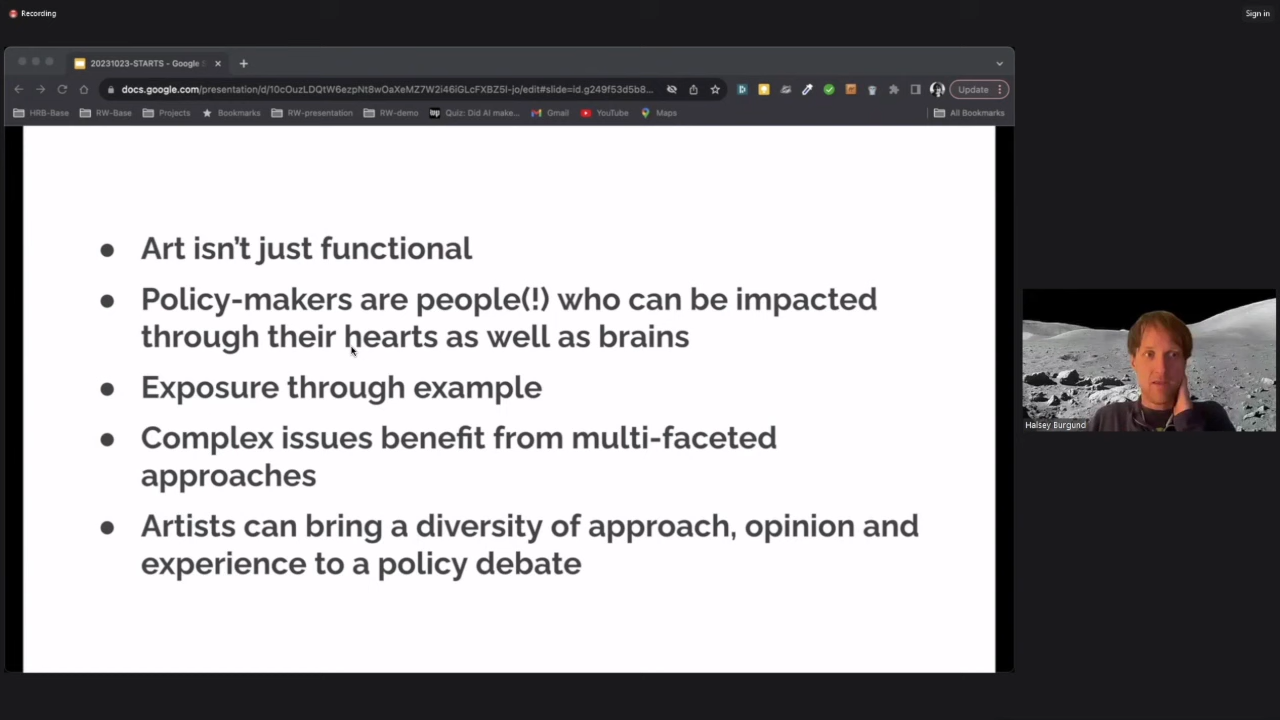 Recording
Sign in
20231023-STARTS - Google
docs.google.com/presentation/d/10cOuzLDQtW6ezpNt8wOaXeMZ7W2i46iGLcFXBZ5I-jo/edit#slide=id.g249f53d5b8...
Update
HRB-Base
RW-Base
Projects
Bookmarks
RW-presentation
RW-demo
wp
Quiz: Did AI make...
Gmail
YouTube
Maps
All Bookmarks
● Art isn't just functional
● Policy-makers are people(!) who can be impacted
through their hearts as well as brains
● Exposure through example
● Complex issues benefit from multi-faceted
approaches
● Artists can bring a diversity of approach, opinion and
experience to a policy debate
Halsey Burgund